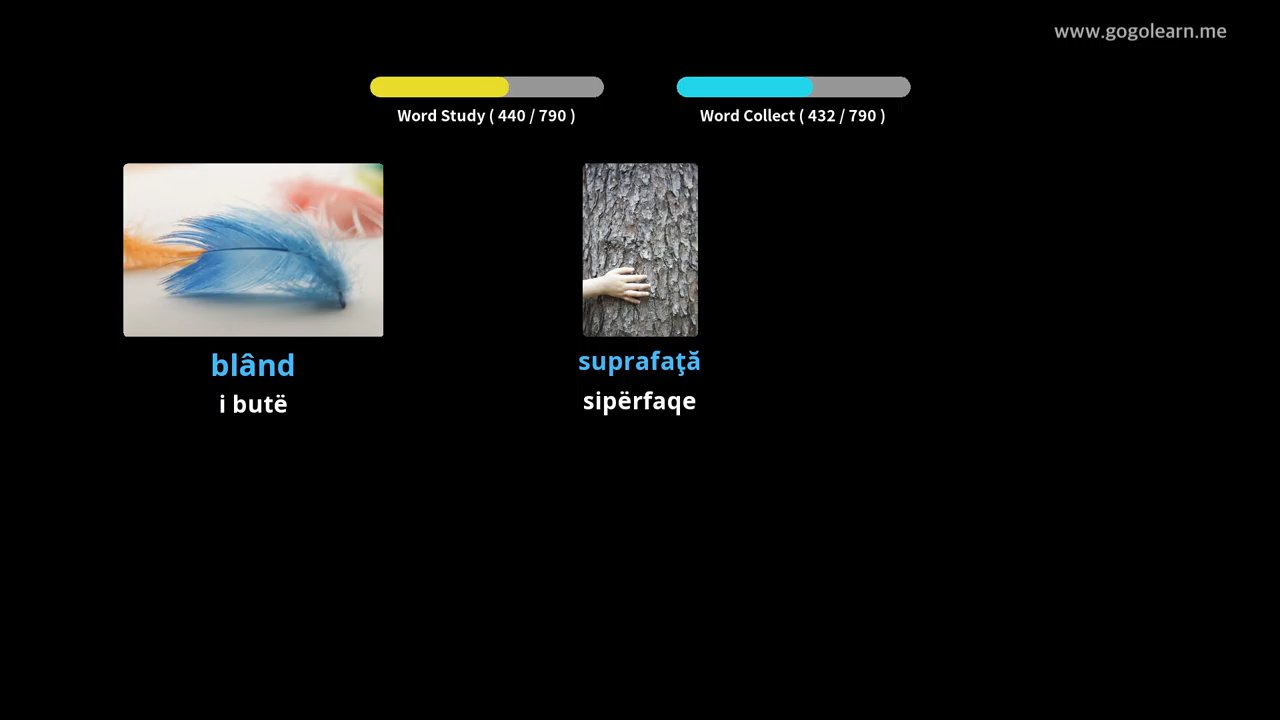 www.gogolearn.me
Word Study ( 440 / 790 )
Word Collect ( 432 / 790 )
blând
i butë
suprafaţă
sipërfaqe